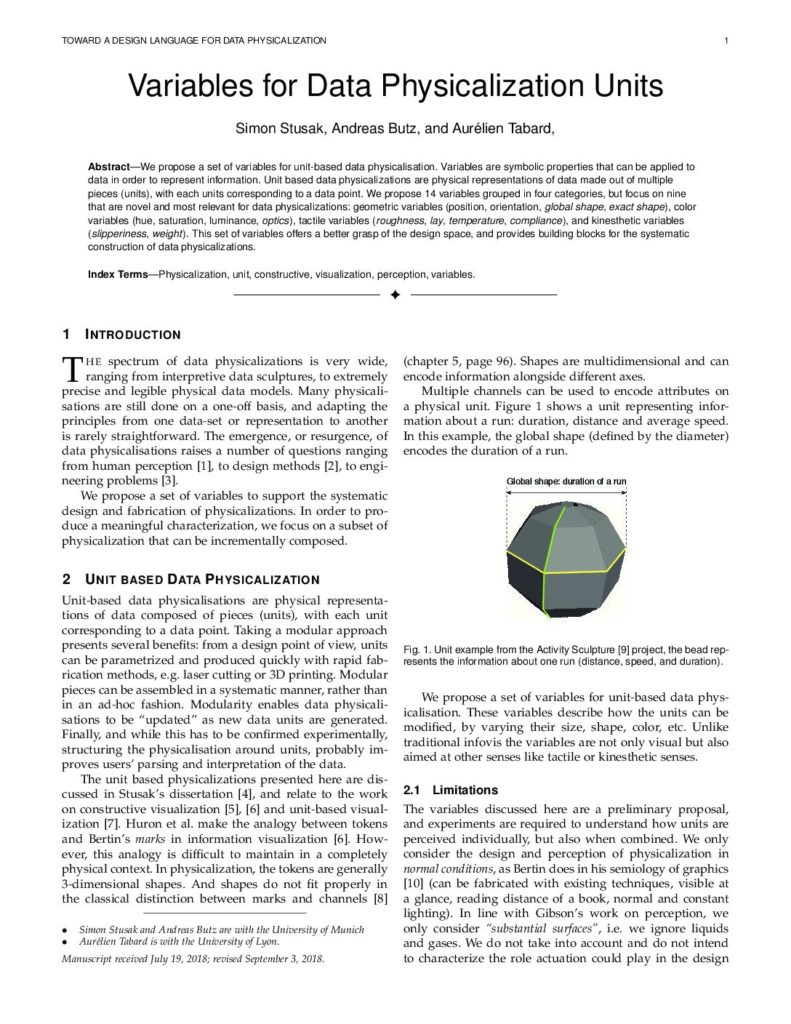 TOWARD A DESIGN LANGUAGE FOR DATA PHYSICALIZATION
1
Variables for Data Physicalization Units
Simon Stusak, Andreas Butz, and Aurélien Tabard,
Abstract—We propose a set of variables for unit-based data physicalisation. Variables are symbolic properties that can be applied to
data in order to represent information. Unit based data physicalizations are physical representations of data made out of multiple
pieces (units), with each units corresponding to a data point. We propose 14 variables grouped in four categories, but focus on nine
that are novel and most relevant for data physicalizations: geometric variables (position, orientation, global shape, exact shape), color
variables (hue, saturation, luminance, optics), tactile variables (roughness, lay, temperature, compliance), and kinesthetic variables
(slipperiness, weight). This set of variables offers a better grasp of the design space, and provides building blocks for the systematic
construction of data physicalizations.
Index Terms—Physicalization, unit, constructive, visualization, perception, variables.
1 INTRODUCTION
THE spectrum of data physicalizations is very wide,
ranging from interpretive data sculptures, to extremely
precise and legible physical data models. Many physicali-
sations are still done on a one-off basis, and adapting the
principles from one data-set or representation to another
is rarely straightforward. The emergence, or resurgence, of
data physicalisations raises a number of questions ranging
from human perception [1], to design methods [2], to engi-
neering problems [3].
We propose a set of variables to support the systematic
design and fabrication of physicalizations. In order to pro-
duce a meaningful characterization, we focus on a subset of
physicalization that can be incrementally composed.
2 UNIT BASED DATA PHYSICALIZATION
Unit-based data physicalisations are physical representa-
tions of data composed of pieces (units), with each unit
corresponding to a data point. Taking a modular approach
presents several benefits: from a design point of view, units
can be parametrized and produced quickly with rapid fab-
rication methods, e.g. laser cutting or 3D printing. Modular
pieces can be assembled in a systematic manner, rather than
in an ad-hoc fashion. Modularity enables data physicali-
sations to be “updated” as new data units are generated.
Finally, and while this has to be confirmed experimentally,
structuring the physicalisation around units, probably im-
proves users’ parsing and interpretation of the data.
The unit based physicalizations presented here are dis-
cussed in Stusak’s dissertation [4], and relate to the work
on constructive visualization [5], [6] and unit-based visual-
ization [7]. Huron et al. make the analogy between tokens
and Bertin’s marks in information visualization [6]. How-
ever, this analogy is difficult to maintain in a completely
physical context. In physicalization, the tokens are generally
3-dimensional shapes. And shapes do not fit properly in
the classical distinction between marks and channels [8]
• Simon Stusak and Andreas Butz are with the University of Munich
• Aurélien Tabard is with the University of Lyon.
Manuscript received July 19, 2018; revised September 3, 2018.
(chapter 5, page 96). Shapes are multidimensional and can
encode information alongside different axes.
Multiple channels can be used to encode attributes on
a physical unit. Figure 1 shows a unit representing infor-
mation about a run: duration, distance and average speed.
In this example, the global shape (defined by the diameter)
encodes the duration of a run.
Global shape: duration of a run
Fig. 1. Unit example from the Activity Sculpture [9] project, the bead rep-
resents the information about one run (distance, speed, and duration).
We propose a set of variables for unit-based data phys-
icalisation. These variables describe how the units can be
modified, by varying their size, shape, color, etc. Unlike
traditional infovis the variables are not only visual but also
aimed at other senses like tactile or kinesthetic senses.
2.1 Limitations
The variables discussed here are a preliminary proposal,
and experiments are required to understand how units are
perceived individually, but also when combined. We only
consider the design and perception of physicalization in
normal conditions, as Bertin does in his semiology of graphics
[10] (can be fabricated with existing techniques, visible at
a glance, reading distance of a book, normal and constant
lighting). In line with Gibson’s work on perception, we
only consider “substantial surfaces”, i.e. we ignore liquids
and gases. We do not take into account and do not intend
to characterize the role actuation could play in the design